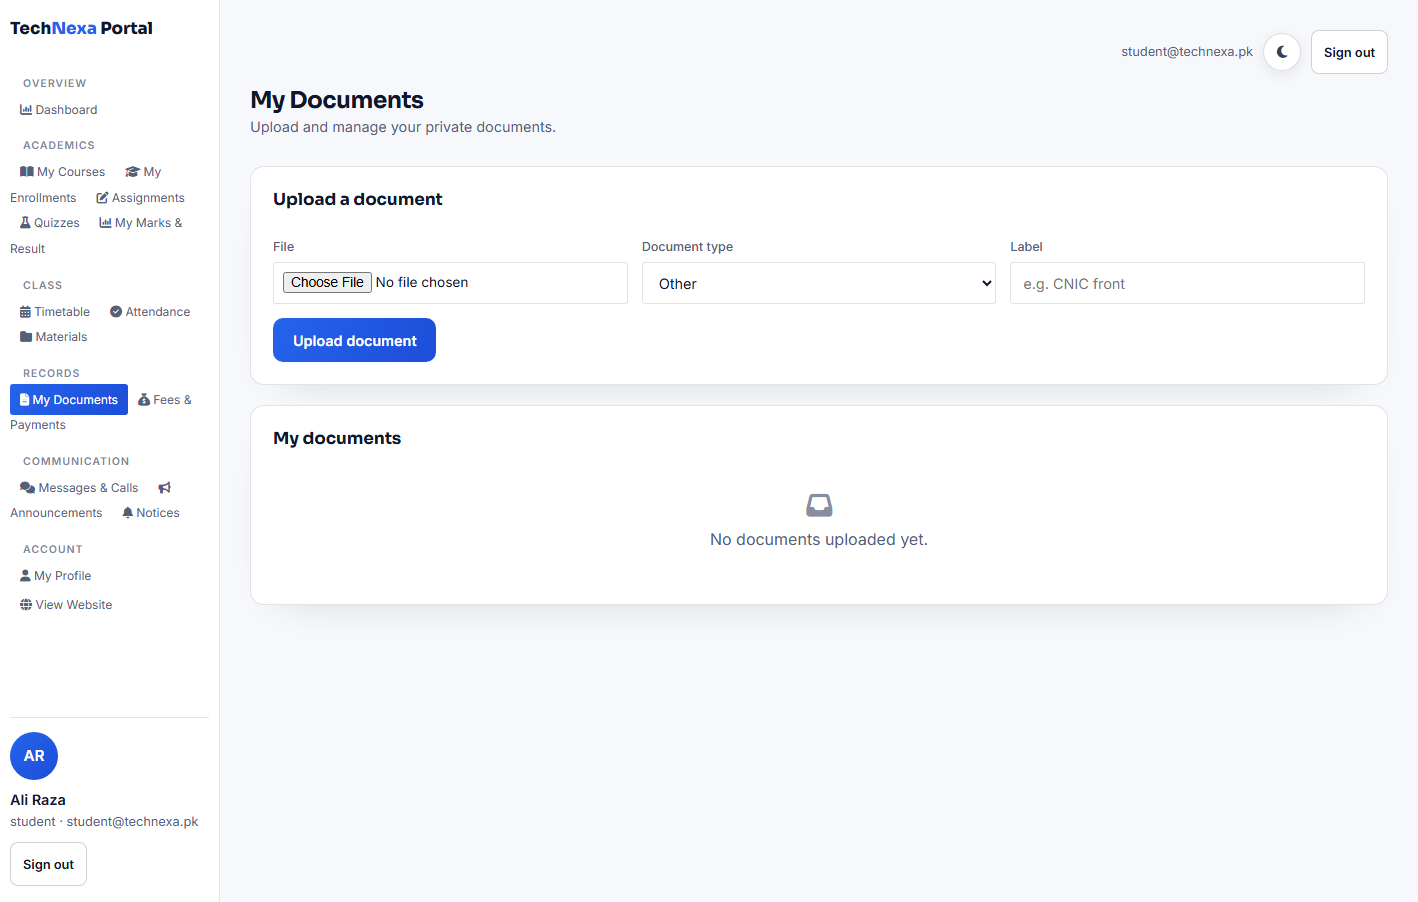 TechNexa Portal
OVERVIEW
Dashboard
ACADEMICS
My Courses My
Enrollments Assignments
Quizzes My Marks &
Result
CLASS
Timetable Attendance
Materials
RECORDS
My Documents Fees &
Payments
COMMUNICATION
Messages & Calls
Announcements Notices
ACCOUNT
My Profile
View Website
AR
Ali Raza
student · student@technexa.pk
Sign out
student@technexa.pk Sign out
My Documents
Upload and manage your private documents.
Upload a document
File Document type Label
Choose File No file chosen Other e.g. CNIC front
Upload document
My documents
No documents uploaded yet.